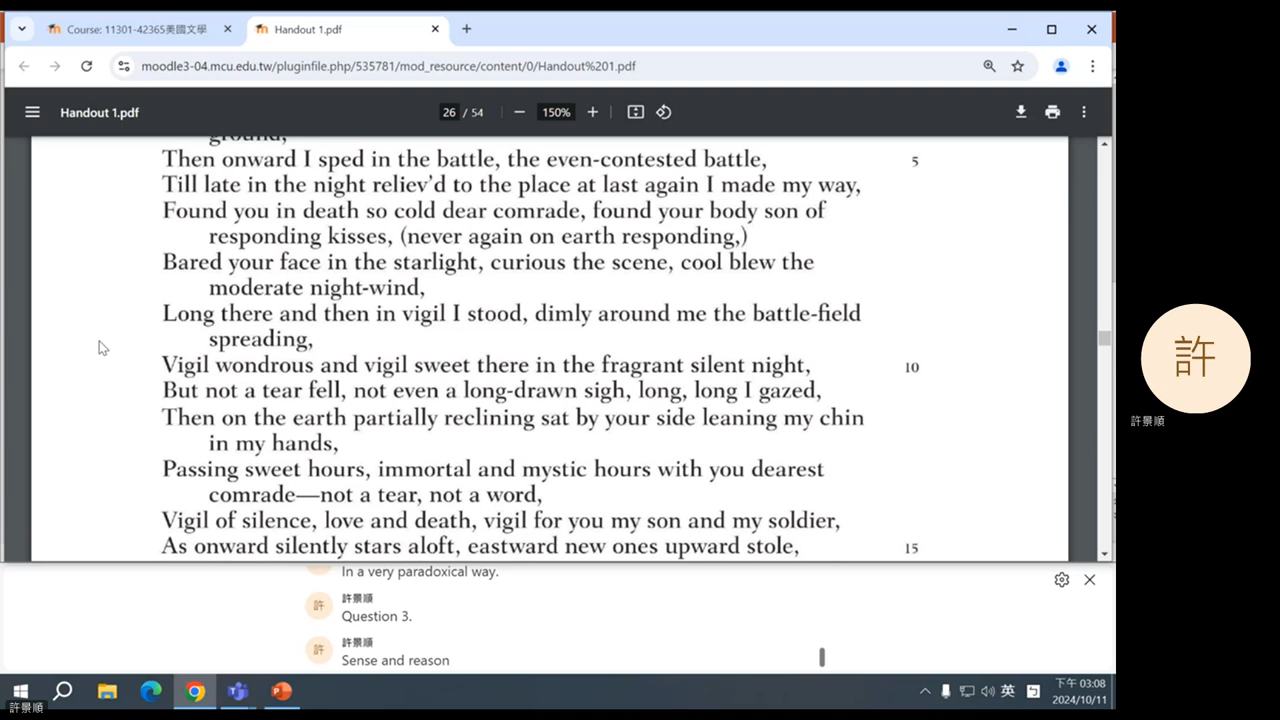 Course: 11301-42365美國文學
Handout 1.pdf
moodle3-04.mcu.edu.tw/pluginfile.php/535781/mod_resource/content/0/Handout%201.pdf
Handout 1.pdf
26 / 54
150%
ground,
Then onward I sped in the battle, the even-contested battle, 5
Till late in the night reliev'd to the place at last again I made my way,
Found you in death so cold dear comrade, found your body son of
responding kisses, (never again on earth responding,)
Bared your face in the starlight, curious the scene, cool blew the
moderate night-wind,
Long there and then in vigil I stood, dimly around me the battle-field
spreading,
Vigil wondrous and vigil sweet there in the fragrant silent night, 10
But not a tear fell, not even a long-drawn sigh, long, long I gazed,
Then on the earth partially reclining sat by your side leaning my chin
in my hands,
Passing sweet hours, immortal and mystic hours with you dearest
comrade—not a tear, not a word,
Vigil of silence, love and death, vigil for you my son and my soldier,
As onward silently stars aloft, eastward new ones upward stole, 15
許
許景順
In a very paradoxical way.
許
許景順
Question 3.
許
許景順
Sense and reason
英
ㄅ
下午 03:08
2024/10/11
許景順